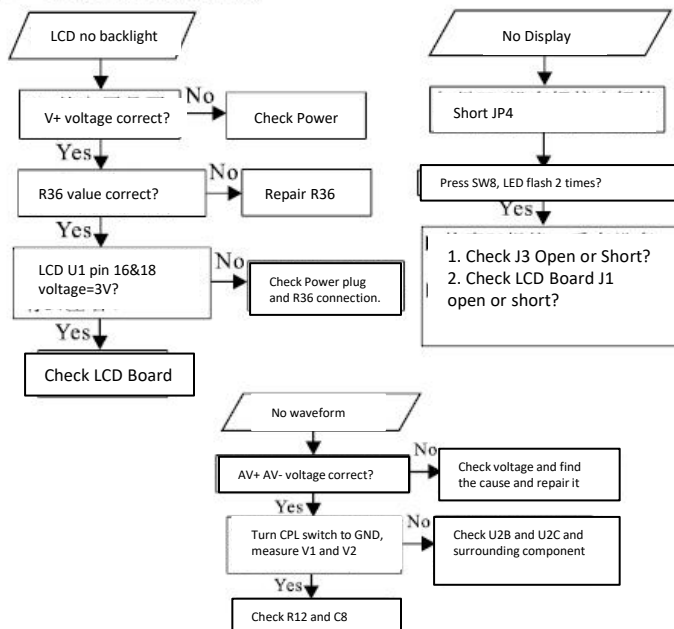 LCD no backlight
V+ voltage correct?
No
Check Power
Yes
R36 value correct?
No
Repair R36
Yes
LCD U1 pin 16&18
voltage=3V?
No
Check Power plug
and R36 connection.
Yes
Check LCD Board
No Display
Short JP4
Press SW8, LED flash 2 times?
Yes
1. Check J3 Open or Short?
2. Check LCD Board J1
open or short?
No waveform
AV+ AV- voltage correct?
No
Check voltage and find
the cause and repair it
Yes
Turn CPL switch to GND,
measure V1 and V2
No
Check U2B and U2C and
surrounding component
Yes
Check R12 and C8